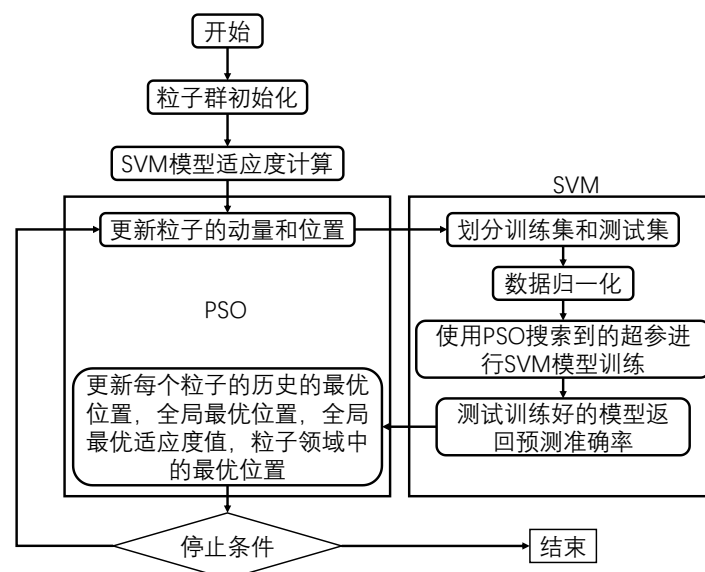 开始
粒子群初始化
SVM模型适应度计算
SVM
更新粒子的动量和位置
划分训练集和测试集
数据归一化
PSO
使用PSO搜索到的超参进
行SVM模型训练
更新每个粒子的历史的最优
位置，全局最优位置，全局
最优适应度值，粒子领域中
的最优位置
测试训练好的模型返
回预测准确率
停止条件
结束